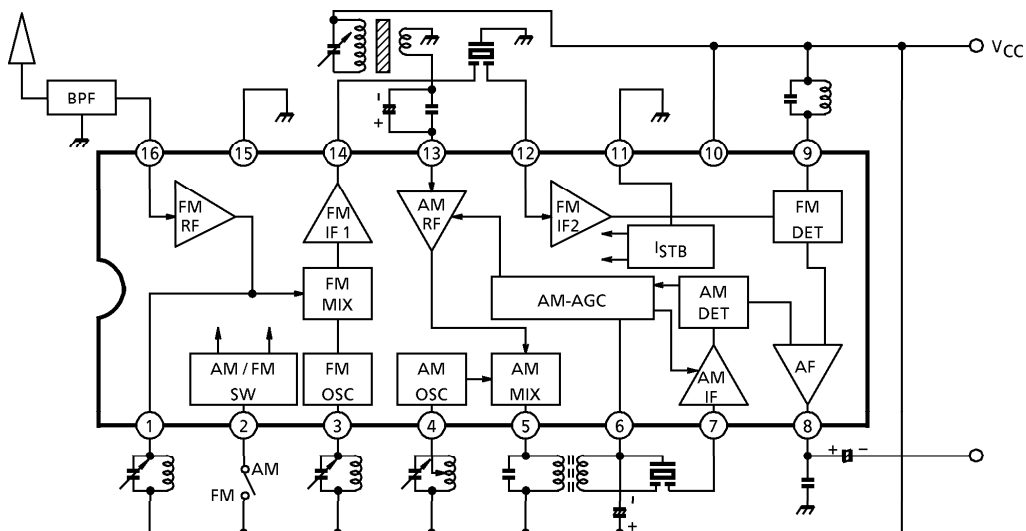 VCC
BPF
16
15
14
13
12
11
10
9
-
+
FM
RF
FM
IF 1
AM
RF
FM
IF2
ISTB
FM
DET
FM
MIX
AM-AGC
AM
DET
AM / FM
SW
FM
OSC
AM
OSC
AM
MIX
AM
IF
AF
1
2
3
4
5
6
7
8
AM
FM
+ -
-
+